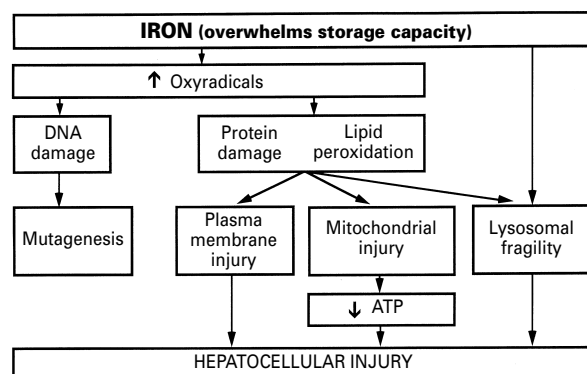 IRON (overwhelms storage capacity)
↑ Oxyradicals
DNA
damage
Protein
damage
Lipid
peroxidation
Mutagenesis
Plasma
membrane
injury
Mitochondrial
injury
Lysosomal
fragility
↓ ATP
HEPATOCELLULAR INJURY